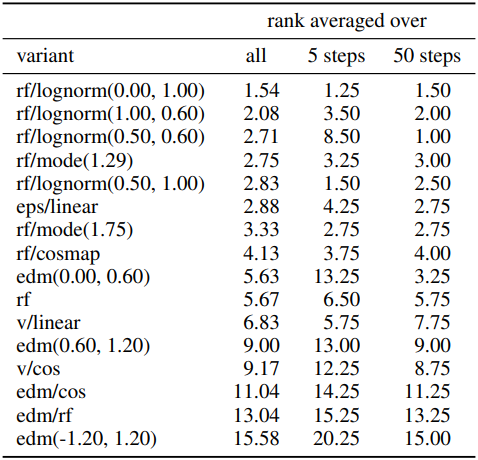 rank averaged over
variant all 5 steps 50 steps
rf/lognorm(0.00, 1.00) 1.54 1.25 1.50
rf/lognorm(1.00, 0.60) 2.08 3.50 2.00
rf/lognorm(0.50, 0.60) 2.71 8.50 1.00
rf/mode(1.29) 2.75 3.25 3.00
rf/lognorm(0.50, 1.00) 2.83 1.50 2.50
eps/linear 2.88 4.25 2.75
rf/mode(1.75) 3.33 2.75 2.75
rf/cosmap 4.13 3.75 4.00
edm(0.00, 0.60) 5.63 13.25 3.25
rf 5.67 6.50 5.75
v/linear 6.83 5.75 7.75
edm(0.60, 1.20) 9.00 13.00 9.00
v/cos 9.17 12.25 8.75
edm/cos 11.04 14.25 11.25
edm/rf 13.04 15.25 13.25
edm(-1.20, 1.20) 15.58 20.25 15.00